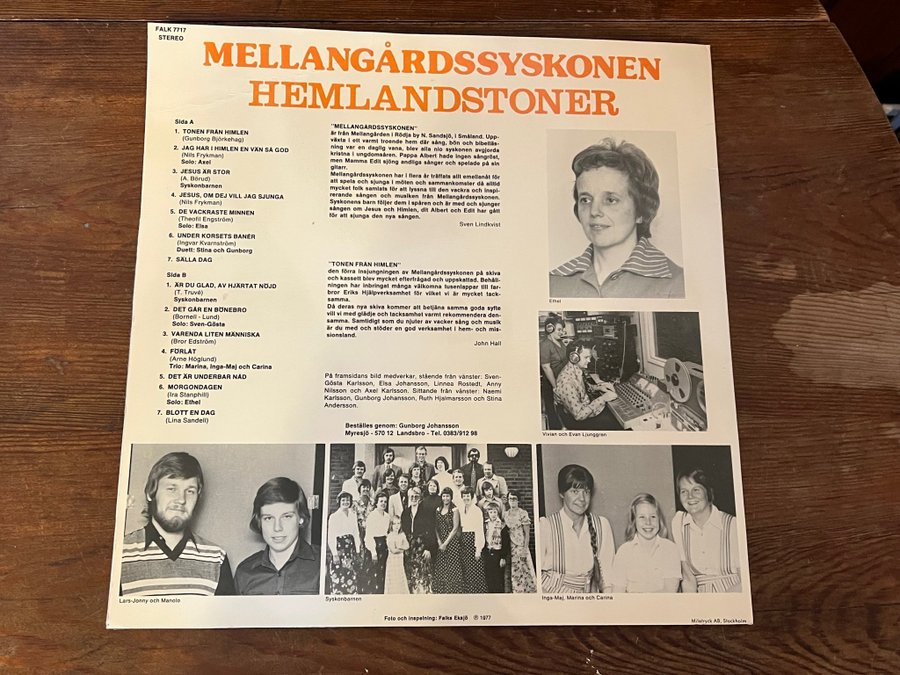 FALK 7717
STEREO
MELLANGÅRDSSYSKONEN
HEMLANDSTONER
Sida A
1. TONEN FRÅN HIMLEN
(Gunborg Björkehag)
2. JAG HAR I HIMLEN EN VÄN SÅ GOD
(Nils Frykman)
Solo: Axel
3. JESUS ÄR STOR
(A. Börud)
Syskonbarnen
4. JESUS, OM DEJ VILL JAG SJUNGA
(Nils Frykman)
5. DE VACKRASTE MINNEN
(Theofil Engström)
Solo: Elsa
6. UNDER KORSETS BANÉR
(Ingvar Kvarnström)
Duett: Stina och Gunborg
7. SÄLLA DAG
Sida B
1. ÄR DU GLAD, AV HJÄRTAT NÖJD
(T. Truvé)
Syskonbarnen
2. DET GÅR EN BÖNEBRO
(Bornell - Lund)
Solo: Sven-Gösta
3. VARENDA LITEN MÄNNISKA
(Bror Edström)
4. FÖRLÅT
(Arne Höglund)
Trio: Marina, Inga-Maj och Carina
5. DET ÄR UNDERBAR NÅD
6. MORGONDAGEN
(Ira Stanphill)
Solo: Ethel
7. BLOTT EN DAG
(Lina Sandell)
"MELLANGÅRDSSYSKONEN"
är från Mellangården i Rödja by N. Sandsjö, i Småland. Upp-
växta i ett varmt troende hem där sång, bön och bibelläs-
ning var en daglig vana, blev alla nio syskonen avgjorda
kristna i ungdomsåren. Pappa Albert hade ingen sångröst,
men Mamma Edit sjöng andliga sånger och spelade på sin
gitarr.
Mellangårdssyskonen har i flera år träffats allt emellanåt för
att spela och sjunga i möten och sammankomster då alltid
mycket folk samlats för att lyssna till den vackra och inspi-
rerande sången och musiken från Mellangårdssyskonen.
Syskonens barn följer dem i spåren och är med och sjunger
sången om Jesus och Himlen, dit Albert och Edit har gått
för att sjunga den nya sången.
Sven Lindkvist
"TONEN FRÅN HIMLEN"
den förra insjungningen av Mellangårdssyskonen på skiva
och kassett blev mycket efterfrågad och uppskattad. Behåll-
ningen har inbringat många välkomna tusenlappar till far-
bror Eriks Hjälpverksamhet för vilket vi är mycket tack-
samma.
Då deras nya skiva kommer att betjäna samma goda syfte
vill vi med glädje och tacksamhet varmt rekommendera den-
samma. Samtidigt som du njuter av vacker sång och musik
är du med och stöder en god verksamhet i hem- och mis-
sionsland.
John Hall
På framsidans bild medverkar, stående från vänster: Sven-
Gösta Karlsson, Elsa Johansson, Linnea Rostedt, Anny
Nilsson och Axel Karlsson. Sittande från vänster: Naemi
Karlsson, Gunborg Johansson, Ruth Hjalmarsson och Stina
Andersson.
Beställes genom: Gunborg Johansson
Myresjö - 570 12 Landsbro - Tel. 0383/912 98
Ethel
Vivian och Evan Ljunggren
Lars-Jonny och Manolo
Syskonbarnen
Inga-Maj, Marina och Carina
Foto och inspelning: Falks Eksjö ℗ 1977
Miletryck AB, Stockholm